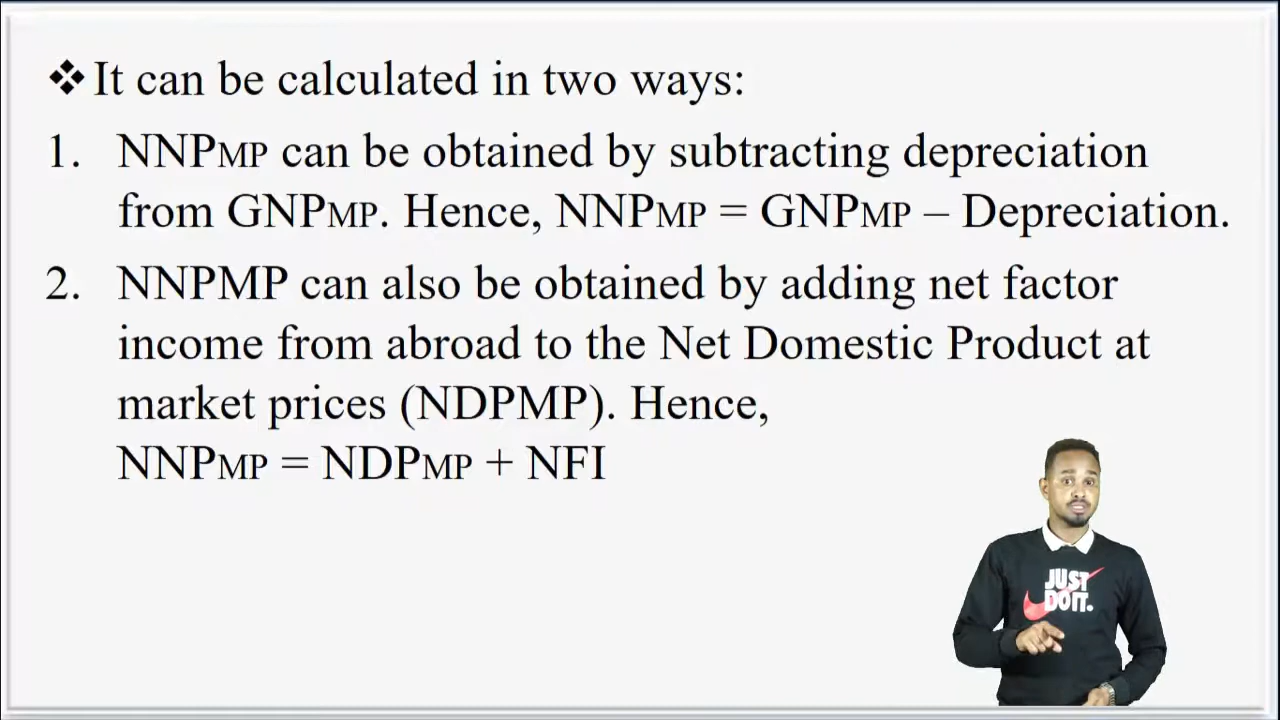 ❖ It can be calculated in two ways:
1. NNPMP can be obtained by subtracting depreciation
from GNPMP. Hence, NNPMP = GNPMP – Depreciation.
2. NNPMP can also be obtained by adding net factor
income from abroad to the Net Domestic Product at
market prices (NDPMP). Hence,
NNPMP = NDPMP + NFI
JUST
DO IT.